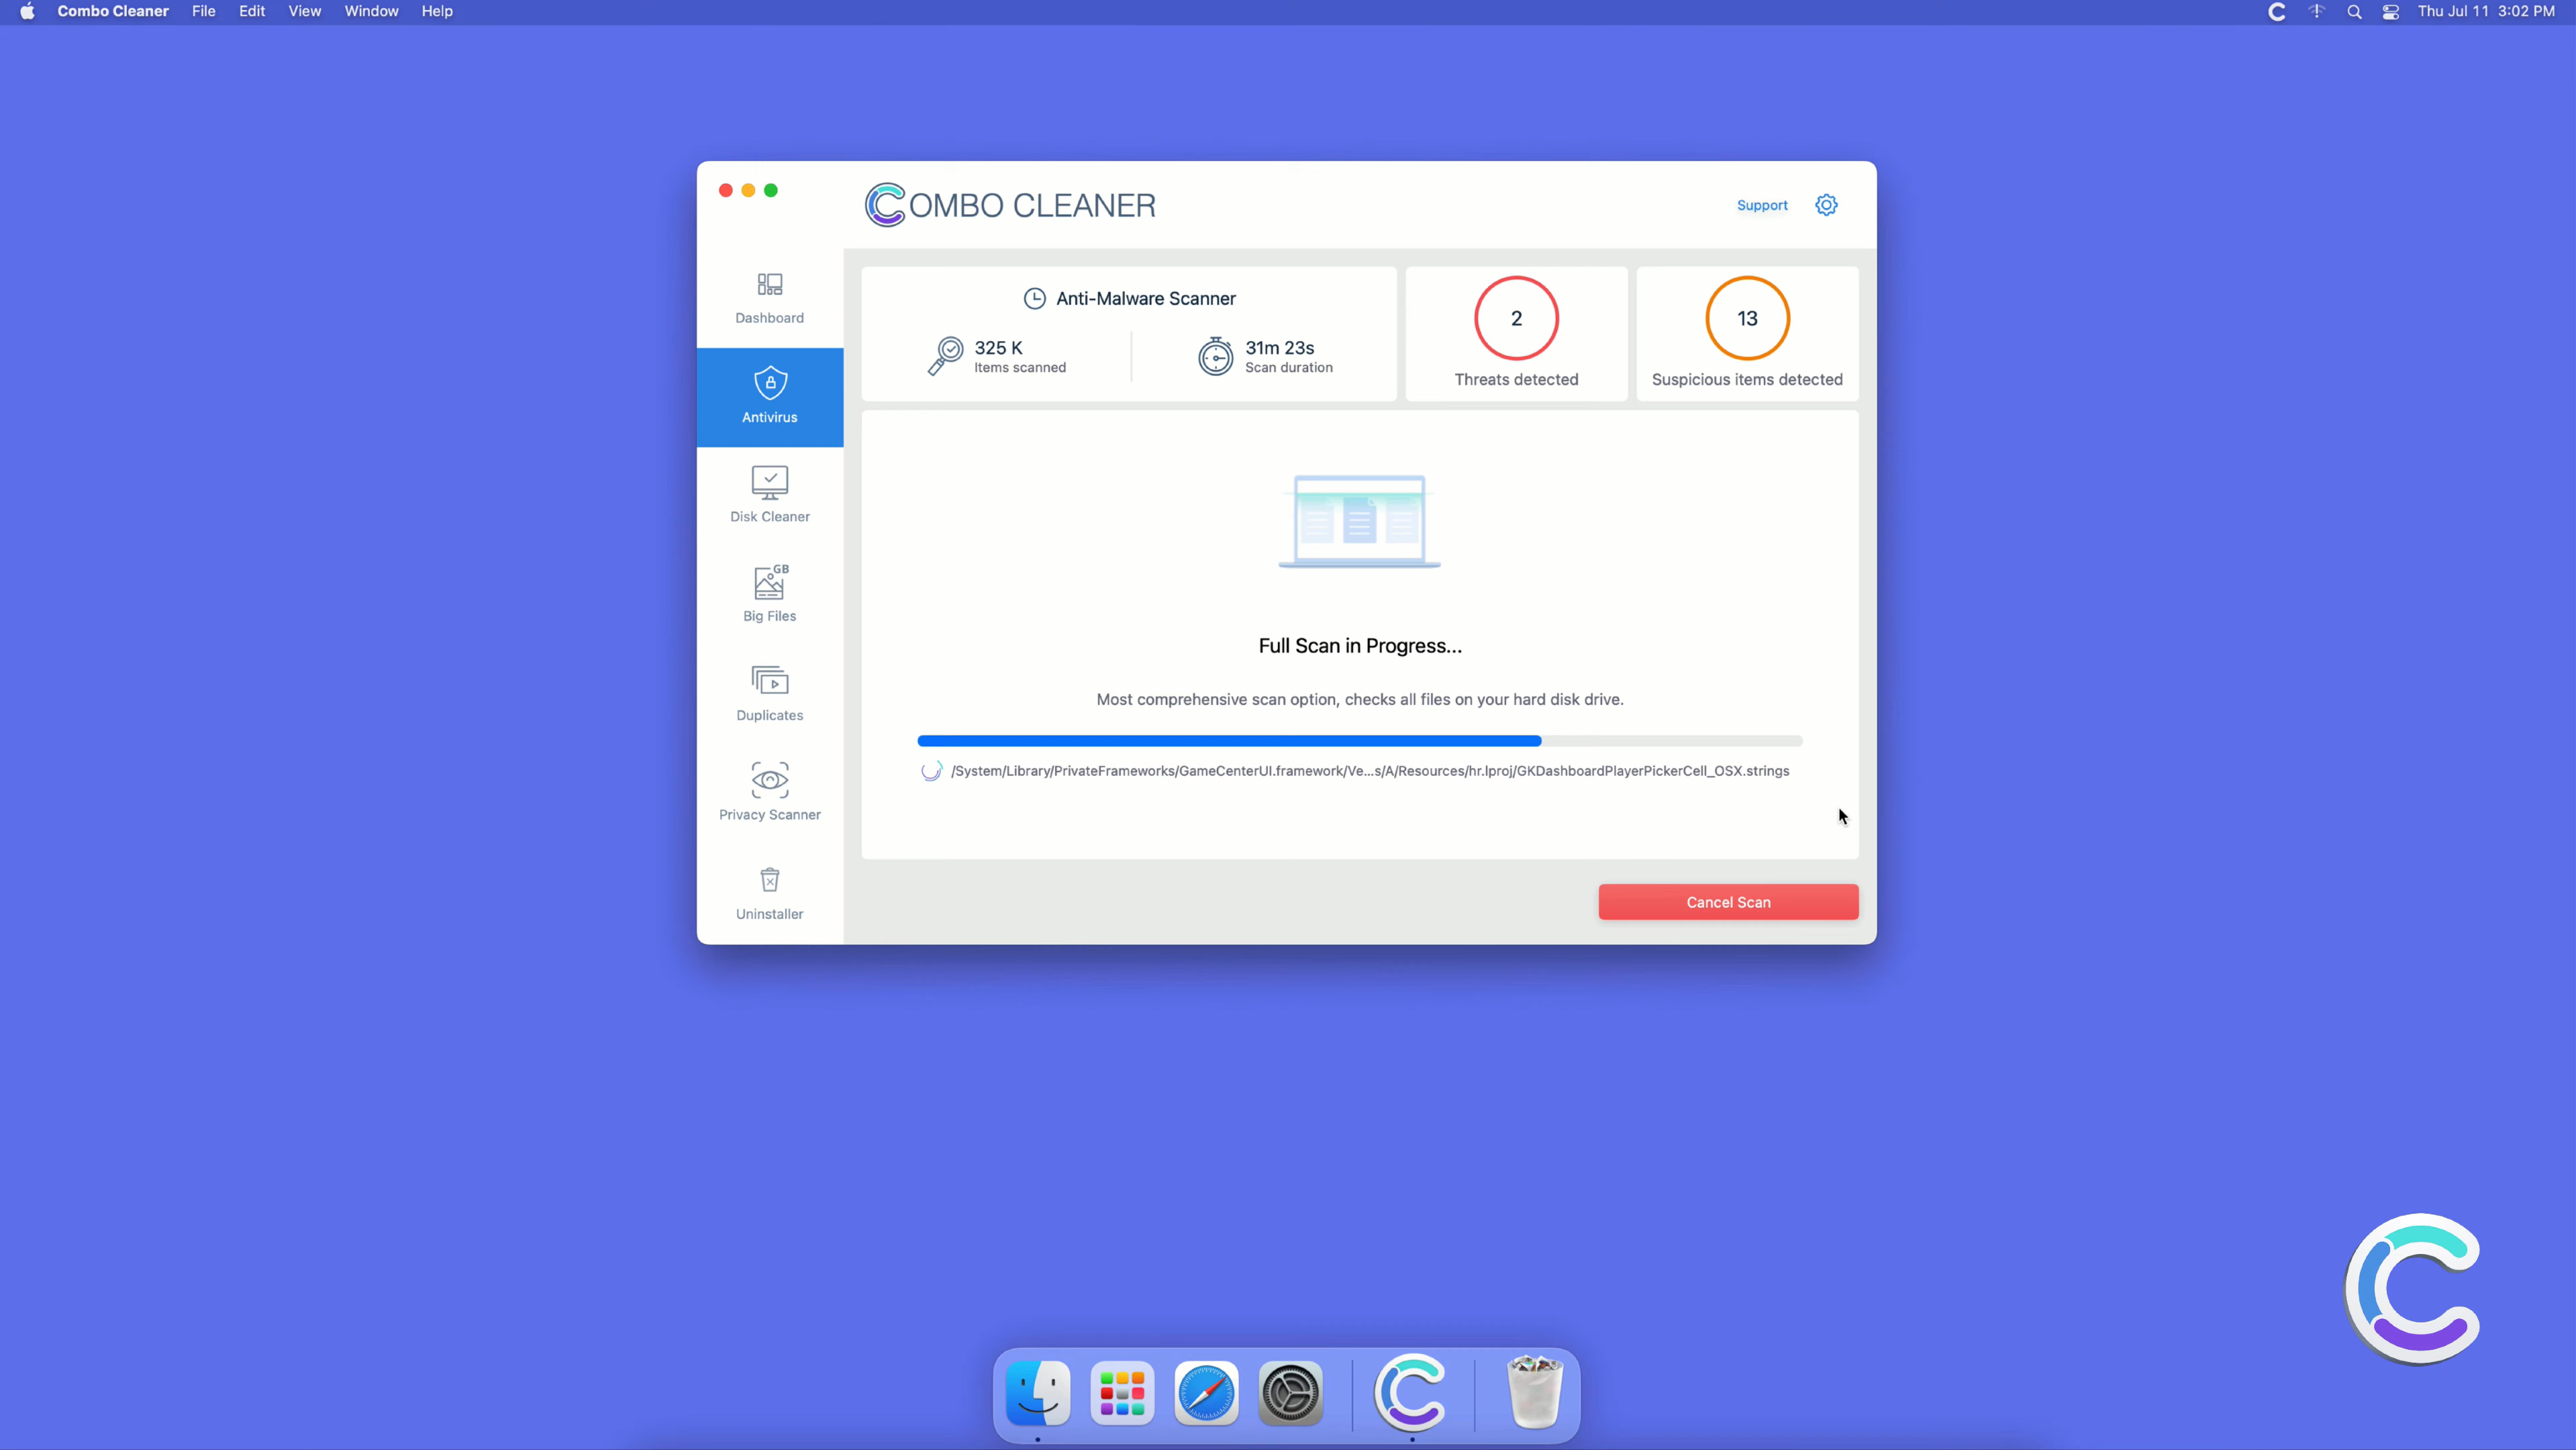 Combo Cleaner File Edit View Window Help
Thu Jul 11 3:02 PM
COMBO CLEANER
Support
Dashboard
Antivirus
Disk Cleaner
GB
Big Files
Duplicates
Privacy Scanner
Uninstaller
Anti-Malware Scanner
325 K
Items scanned
31m 23s
Scan duration
2
Threats detected
13
Suspicious items detected
Full Scan in Progress...
Most comprehensive scan option, checks all files on your hard disk drive.
/System/Library/PrivateFrameworks/GameCenterUI.framework/Ve...s/A/Resources/hr.lproj/GKDashboardPlayerPickerCell_OSX.strings
Cancel Scan